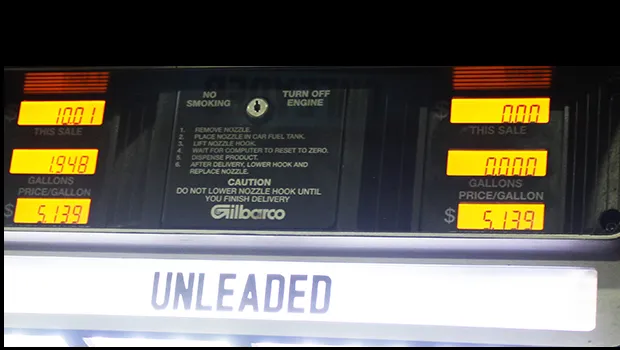 $ 10.01
THIS SALE
1.948
GALLONS
PRICE/GALLON
$ 5.139
NO
SMOKING
TURN OFF
ENGINE
1. REMOVE NOZZLE.
2. PLACE NOZZLE IN CAR FUEL TANK.
3. LIFT NOZZLE HOOK.
4. WAIT FOR COMPUTER TO RESET TO ZERO.
5. DISPENSE PRODUCT.
6. AFTER DELIVERY, LOWER HOOK AND
REPLACE NOZZLE.
CAUTION
DO NOT LOWER NOZZLE HOOK UNTIL
YOU FINISH DELIVERY
Gilbarco
$ 0.00
THIS SALE
0.000
GALLONS
PRICE/GALLON
$ 5.139
UNLEADED